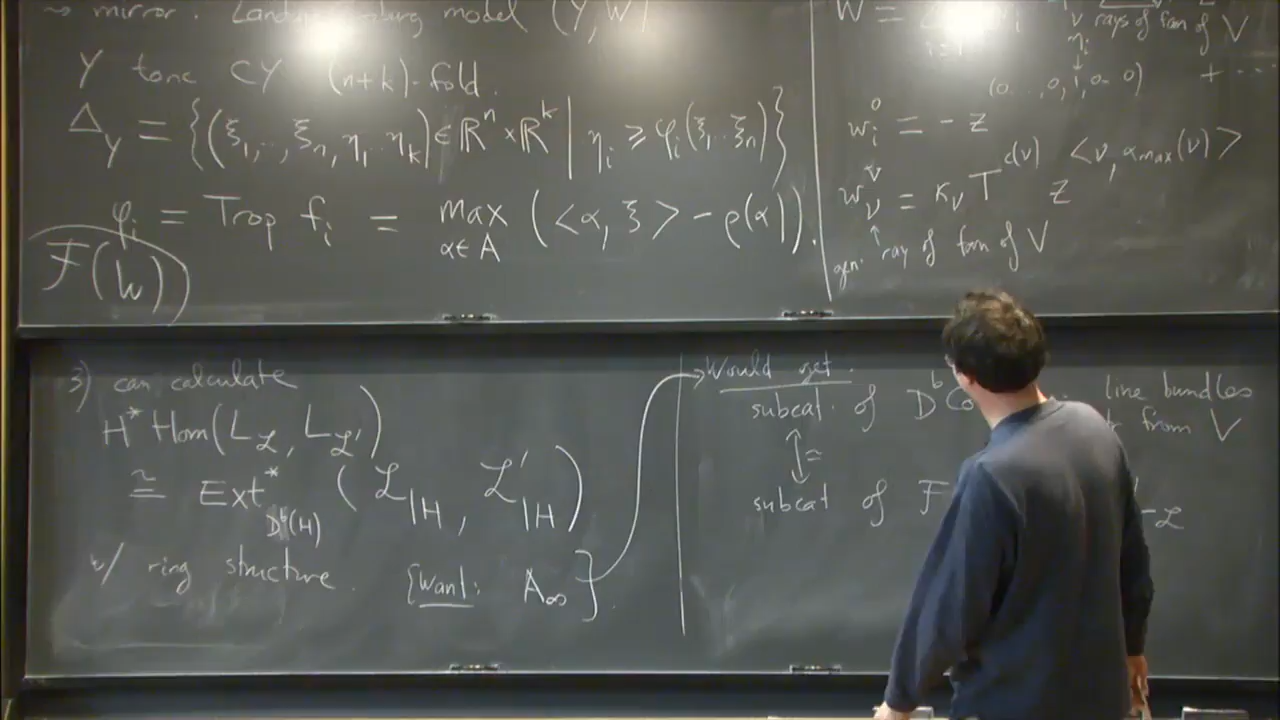 → mirror. Landau-Ginzburg model (Y, W)
Y toric CY (n+k)-fold.
Δ_Y = {(ξ_1,..,ξ_n, η_1..η_k) ∈ ℝ^n × ℝ^k | η_i ≥ φ_i(ξ_1..ξ_n)}
φ_i = Trop f_i = max_{α∈A} (<α, ξ> - ρ(α)).
F(W)
W =
rays of fan of V
η_i
↓
(0...,0,1,0..0)
+ ...
w_i^0 = - z
w_ν^ν = κ_ν T^{c(ν)} z^{<ν, α_max(ν)>}
↑
gen. ray of fan of V
3) can calculate
H* Hom(L_ℒ, L_ℒ')
≅ Ext*_{D^b(H)} (ℒ_{|H}, ℒ'_{|H})
w/ ring structure. {Want: A_∞}.
Would get.
subcat. of D^b Co line bundles
from V
↕ ≃
subcat of F